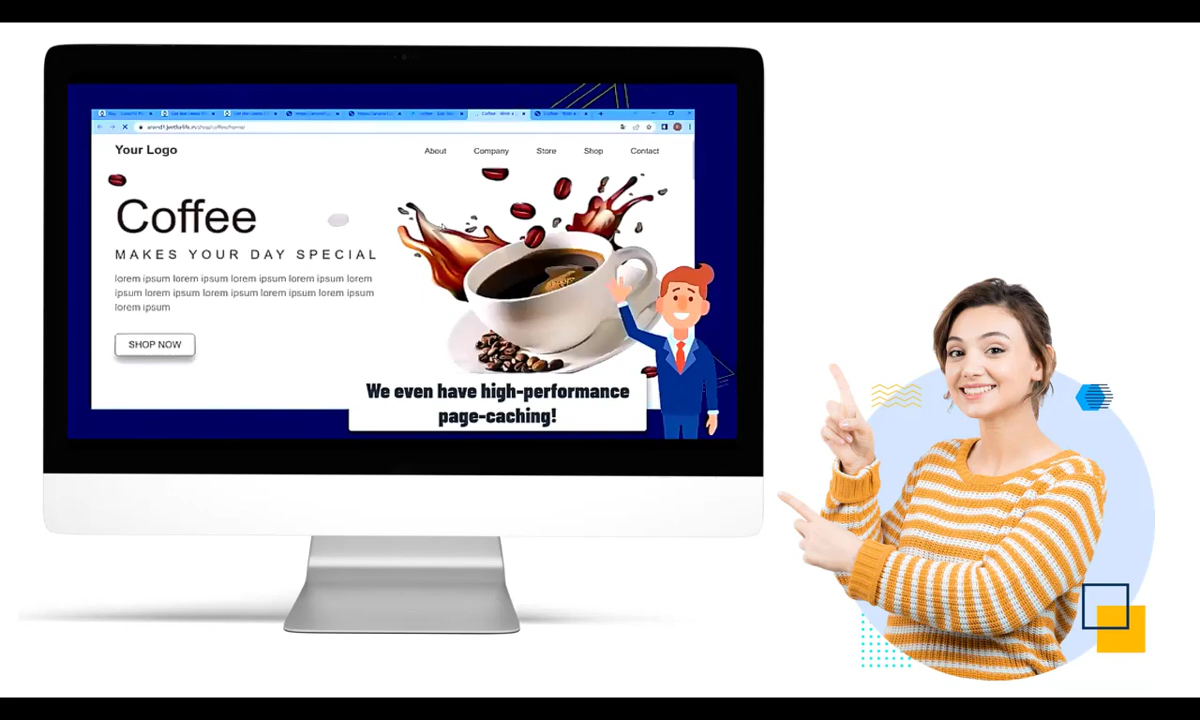 Your Logo
About Company Store Shop Contact
Coffee
MAKES YOUR DAY SPECIAL
lorem ipsum lorem ipsum lorem ipsum lorem ipsum lorem
ipsum lorem ipsum lorem ipsum lorem ipsum lorem ipsum
lorem ipsum
SHOP NOW
We even have high-performance
page-caching!